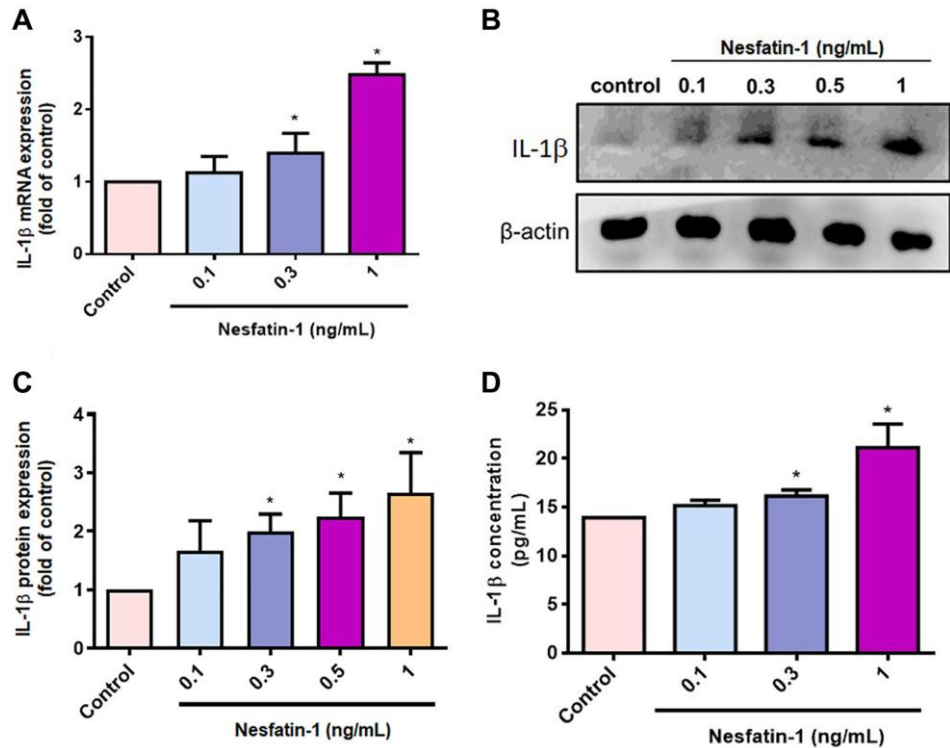 A
IL-1β mRNA expression
(fold of control)
3
2
1
0
*
*
Control
0.1
0.3
1
Nesfatin-1 (ng/mL)
B
Nesfatin-1 (ng/mL)
control 0.1 0.3 0.5 1
IL-1β
β-actin
C
IL-1β protein expression
(fold of control)
4
3
2
1
0
*
*
*
Control
0.1
0.3
0.5
1
Nesfatin-1 (ng/mL)
D
IL-1β concentration
(pg/mL)
25
20
15
10
5
0
*
*
Control
0.1
0.3
1
Nesfatin-1 (ng/mL)